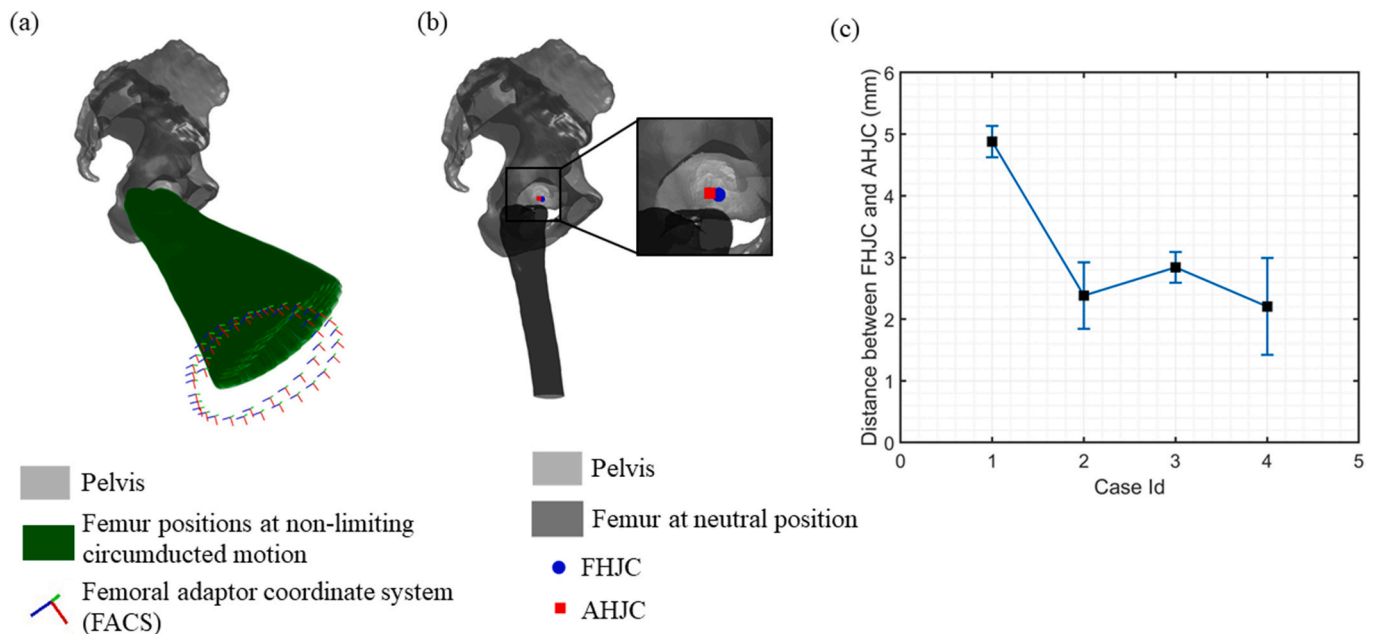 (a)
Pelvis
Femur positions at non-limiting
circumducted motion
Femoral adaptor coordinate system
(FACS)
(b)
Pelvis
Femur at neutral position
FHJC
AHJC
(c)
Distance between FHJC and AHJC (mm)
6
5
4
3
2
1
0
0 1 2 3 4 5
Case Id